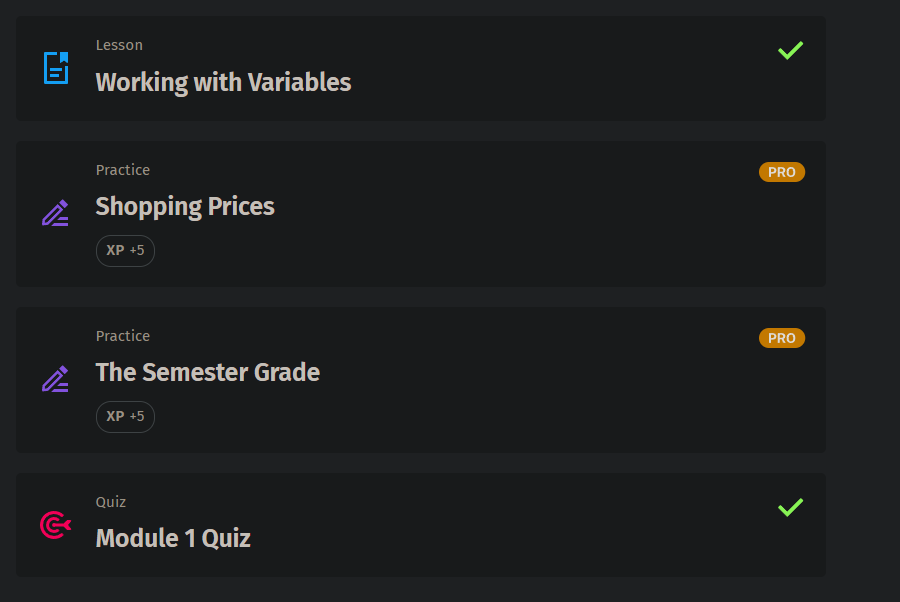 Lesson
Working with Variables
Practice
PRO
Shopping Prices
XP +5
Practice
PRO
The Semester Grade
XP +5
Quiz
Module 1 Quiz